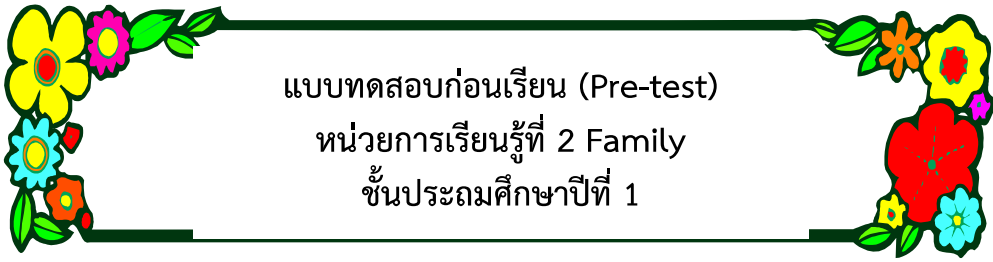 แบบทดสอบก่อนเรียน (Pre-test)
หน่วยการเรียนรู้ที่ 2 Family
ชั้นประถมศึกษาปีที่ 1